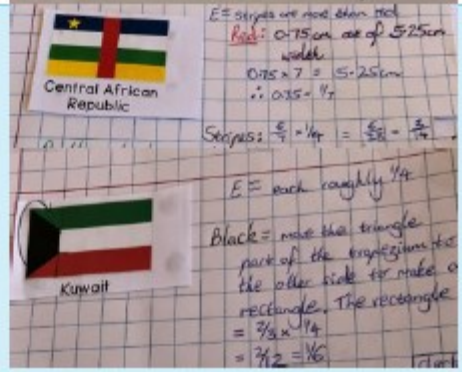 E = stripes are more than red
Red: 0.75cm out of 5.25cm
width
0.75 x 7 = 5.25cm
∴ 0.75 = 1/7
Central African
Republic
Stripes: 6/7 x 1/4 = 6/28 = 3/14
E = each roughly 1/4
Black = move the triangle
part of the trapezium to
the other side to make a
rectangle. The rectangle
= 2/3 x 1/4
= 2/12 = 1/6
Kuwait